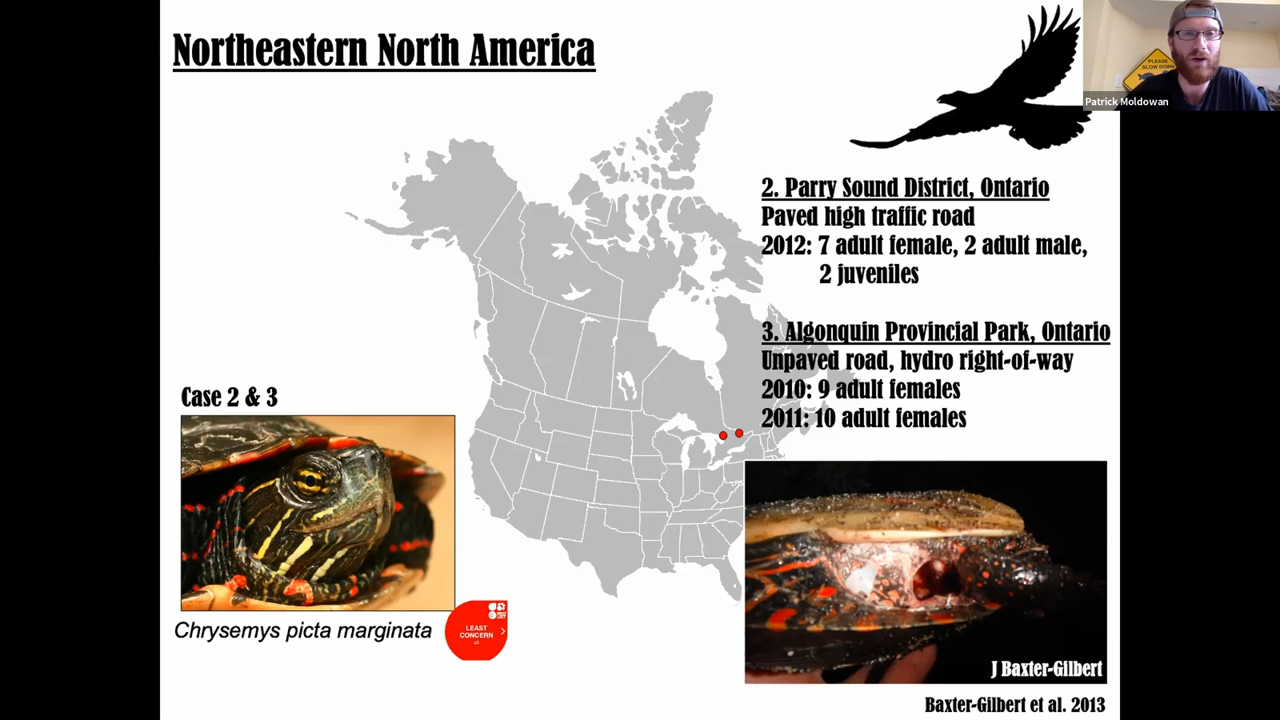 Northeastern North America
PLEASE
SLOW DOWN
Patrick Moldowan
2. Parry Sound District, Ontario
Paved high traffic road
2012: 7 adult female, 2 adult male,
2 juveniles
3. Algonquin Provincial Park, Ontario
Unpaved road, hydro right-of-way
2010: 9 adult females
2011: 10 adult females
Case 2 & 3
Chrysemys picta marginata
LEAST
CONCERN
J Baxter-Gilbert
Baxter-Gilbert et al. 2013